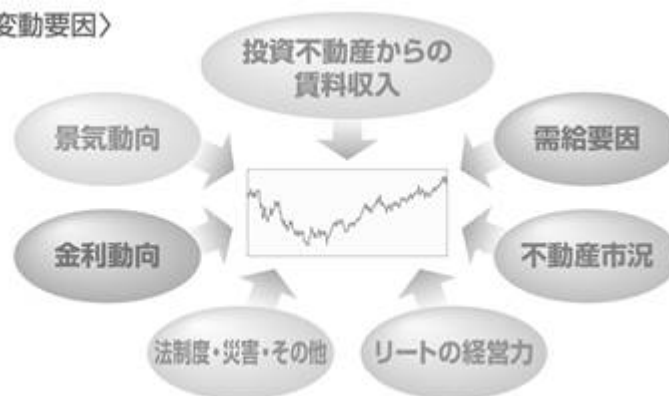 変動要因〉
投資不動産からの
賃料収入
景気動向
需給要因
金利動向
不動産市況
法制度・災害・その他
リートの経営力